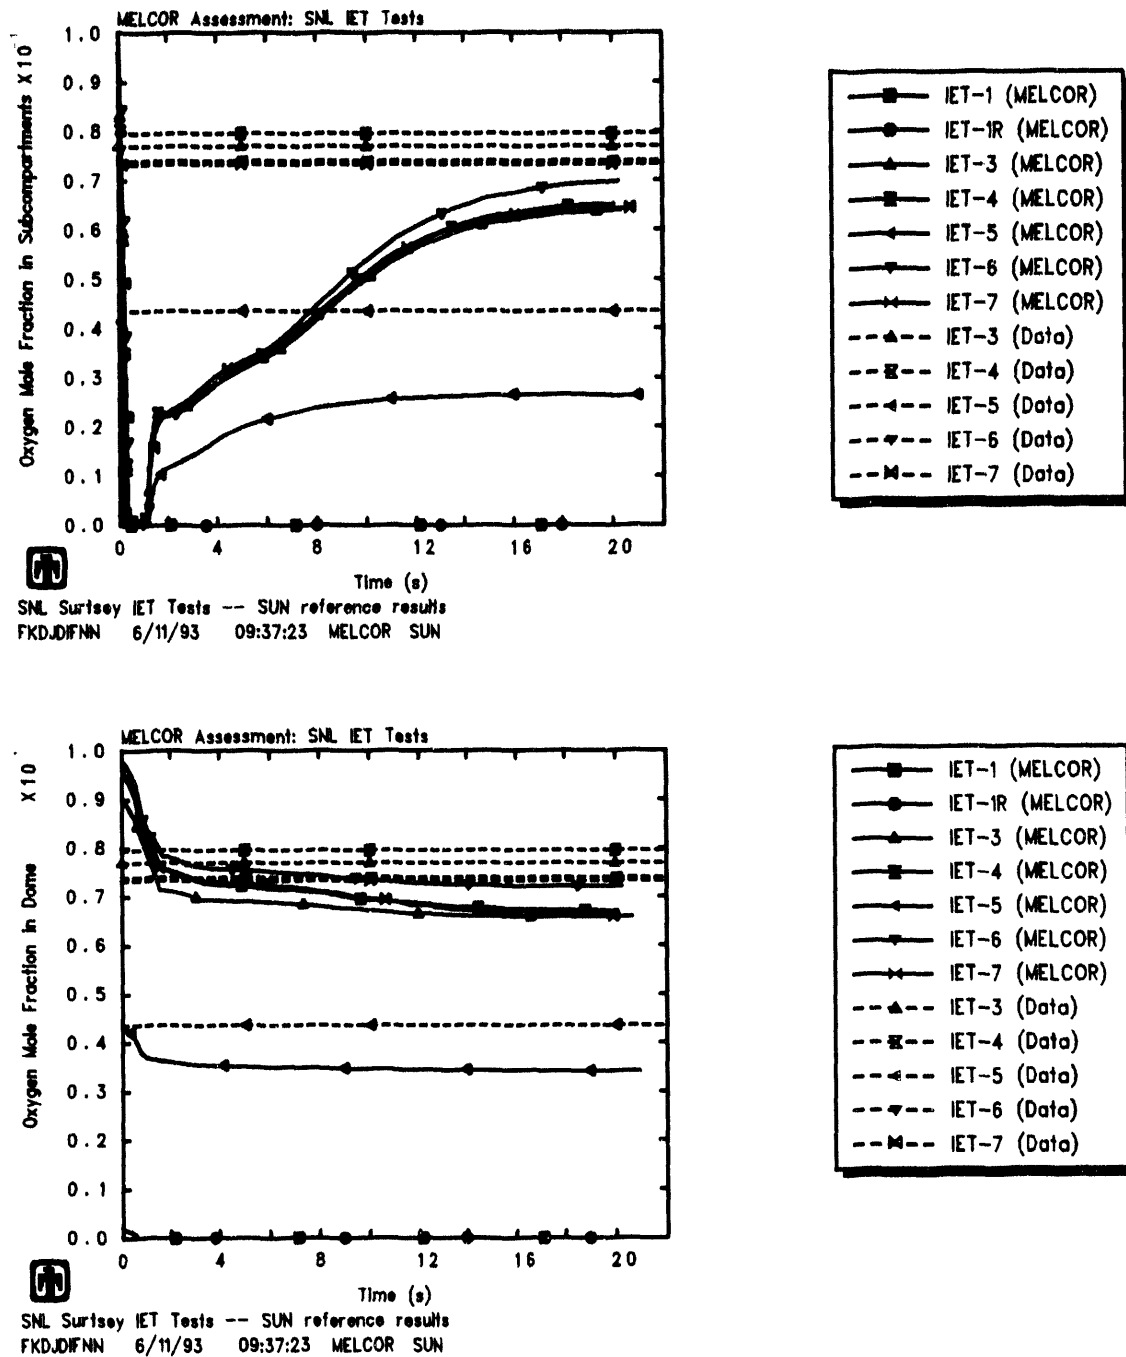 MELCOR Assessment: SNL IET Tests
Oxygen Mole Fraction in Subcompartments X10⁻¹
1.0
0.9
0.8
0.7
0.6
0.5
0.4
0.3
0.2
0.1
0.0
0 4 8 12 16 20
Time (s)
SNL Surtsey IET Tests -- SUN reference results
FKDJDIFNN 6/11/93 09:37:23 MELCOR SUN
IET-1 (MELCOR)
IET-1R (MELCOR)
IET-3 (MELCOR)
IET-4 (MELCOR)
IET-5 (MELCOR)
IET-6 (MELCOR)
IET-7 (MELCOR)
IET-3 (Data)
IET-4 (Data)
IET-5 (Data)
IET-6 (Data)
IET-7 (Data)
MELCOR Assessment: SNL IET Tests
Oxygen Mole Fraction in Dome X10
1.0
0.9
0.8
0.7
0.6
0.5
0.4
0.3
0.2
0.1
0.0
0 4 8 12 16 20
Time (s)
SNL Surtsey IET Tests -- SUN reference results
FKDJDIFNN 6/11/93 09:37:23 MELCOR SUN
IET-1 (MELCOR)
IET-1R (MELCOR)
IET-3 (MELCOR)
IET-4 (MELCOR)
IET-5 (MELCOR)
IET-6 (MELCOR)
IET-7 (MELCOR)
IET-3 (Data)
IET-4 (Data)
IET-5 (Data)
IET-6 (Data)
IET-7 (Data)